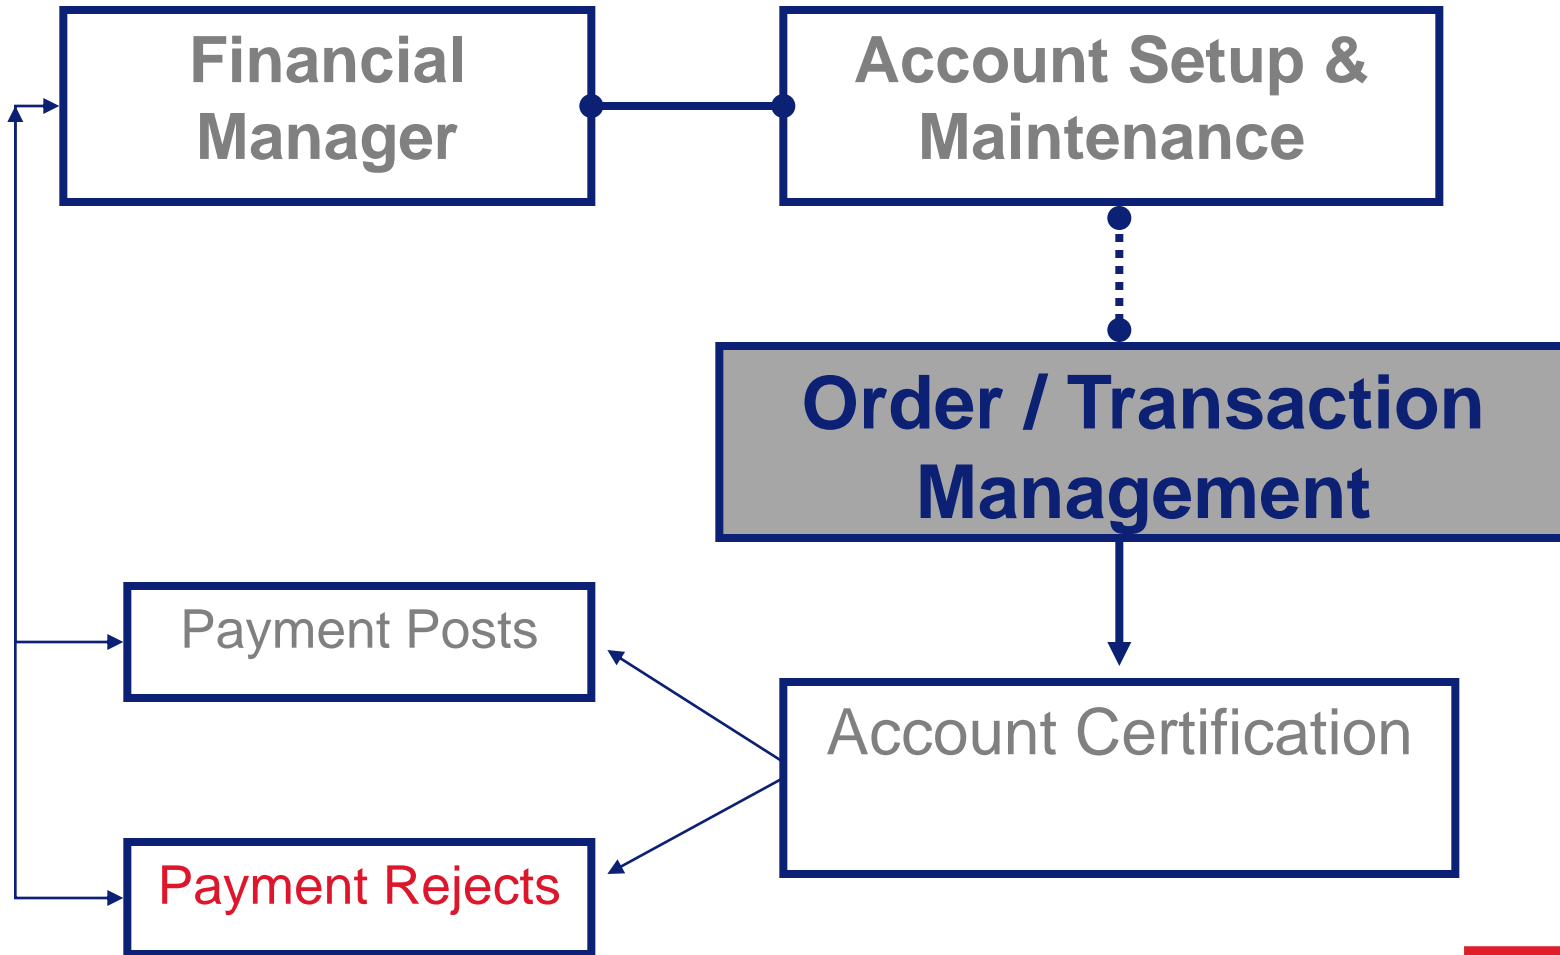 Financial
Manager
Account Setup &
Maintenance
Order / Transaction
Management
Payment Posts
Account Certification
Payment Rejects